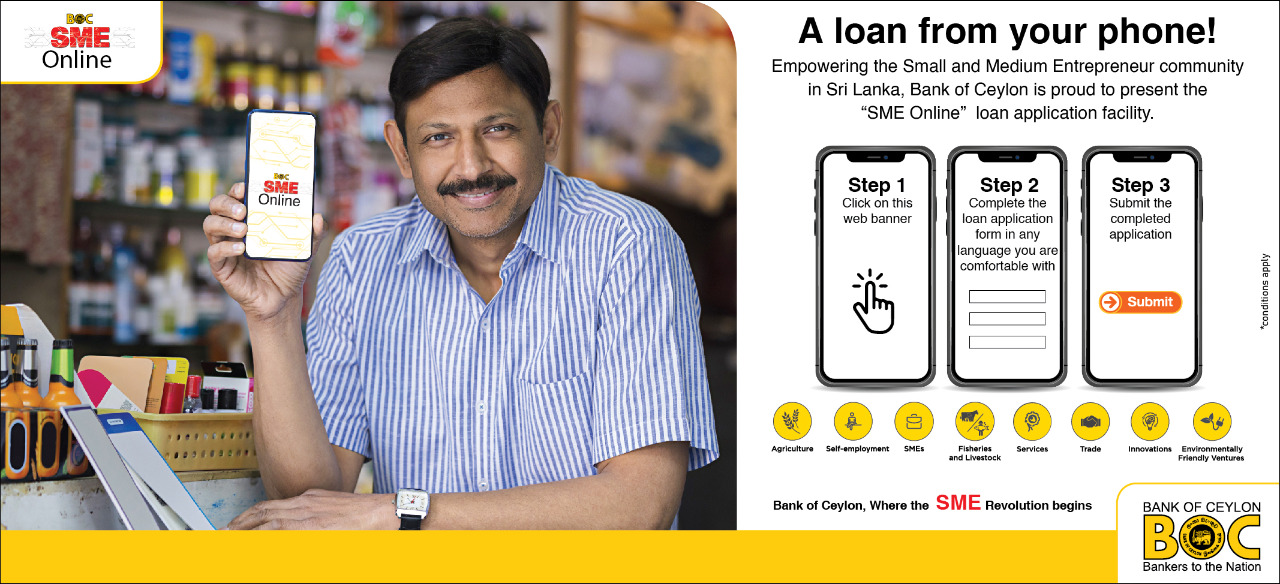 BOC
SME
Online
BOC
SME
Online
A loan from your phone!
Empowering the Small and Medium Entrepreneur community
in Sri Lanka, Bank of Ceylon is proud to present the
“SME Online” loan application facility.
Step 1
Click on this
web banner
Step 2
Complete the
loan application
form in any
language you are
comfortable with
Step 3
Submit the
completed
application
Submit
*conditions apply
Agriculture
Self-employment
SMEs
Fisheries
and Livestock
Services
Trade
Innovations
Environmentally
Friendly Ventures
Bank of Ceylon, Where the SME Revolution begins
BANK OF CEYLON
BOC
Bankers to the Nation